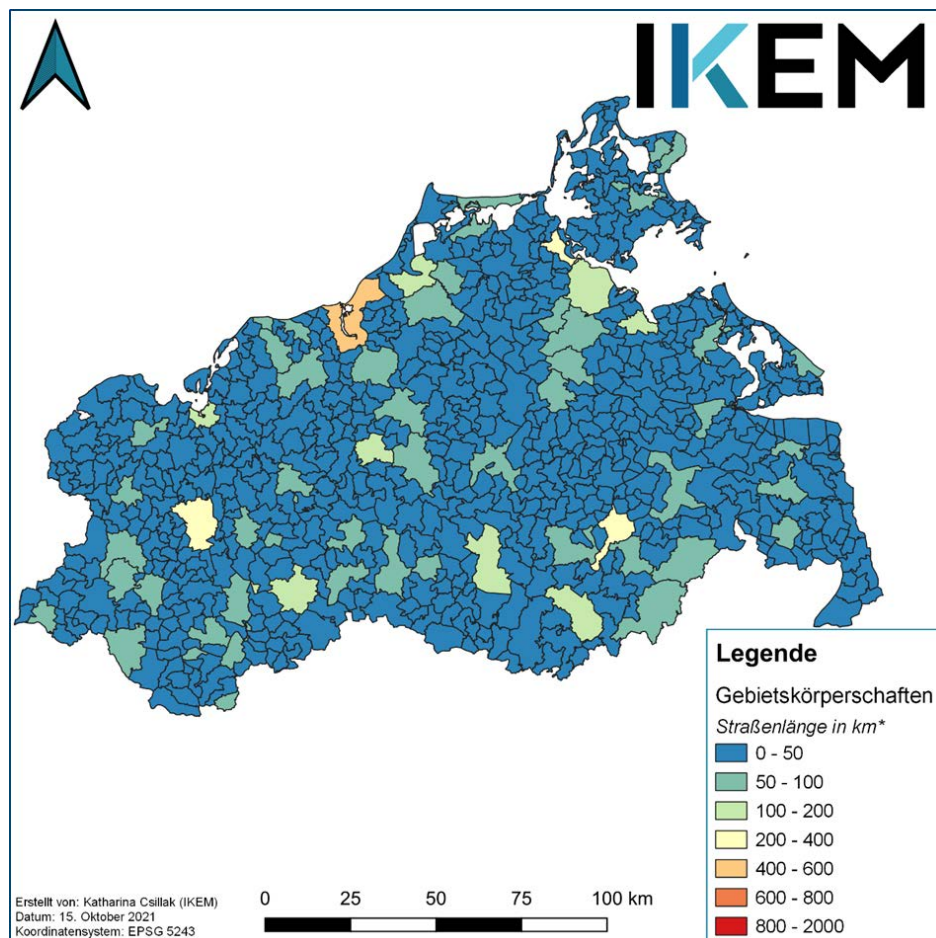 IKEM
Legende
Gebietskörperschaften
Straßenlänge in km*
0 - 50
50 - 100
100 - 200
200 - 400
400 - 600
600 - 800
800 - 2000
0 25 50 75 100 km
Erstellt von: Katharina Csillak (IKEM)
Datum: 15. Oktober 2021
Koordinatensystem: EPSG 5243